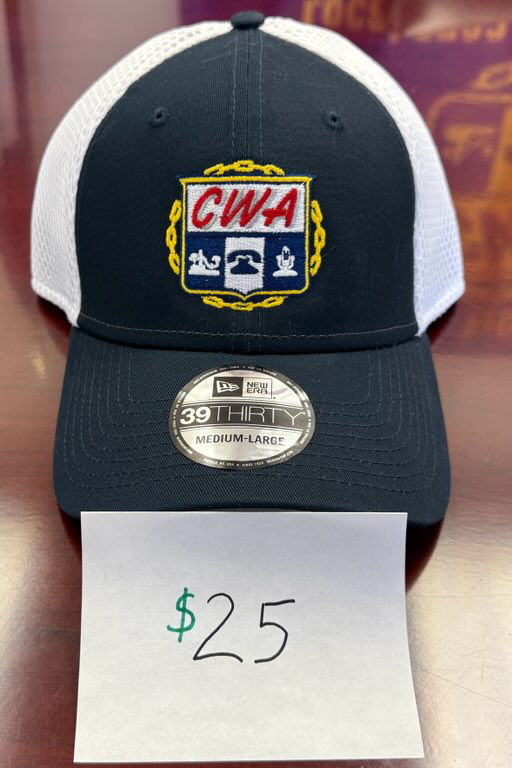 CWA
NEW ERA
39THIRTY
MEDIUM-LARGE
$25